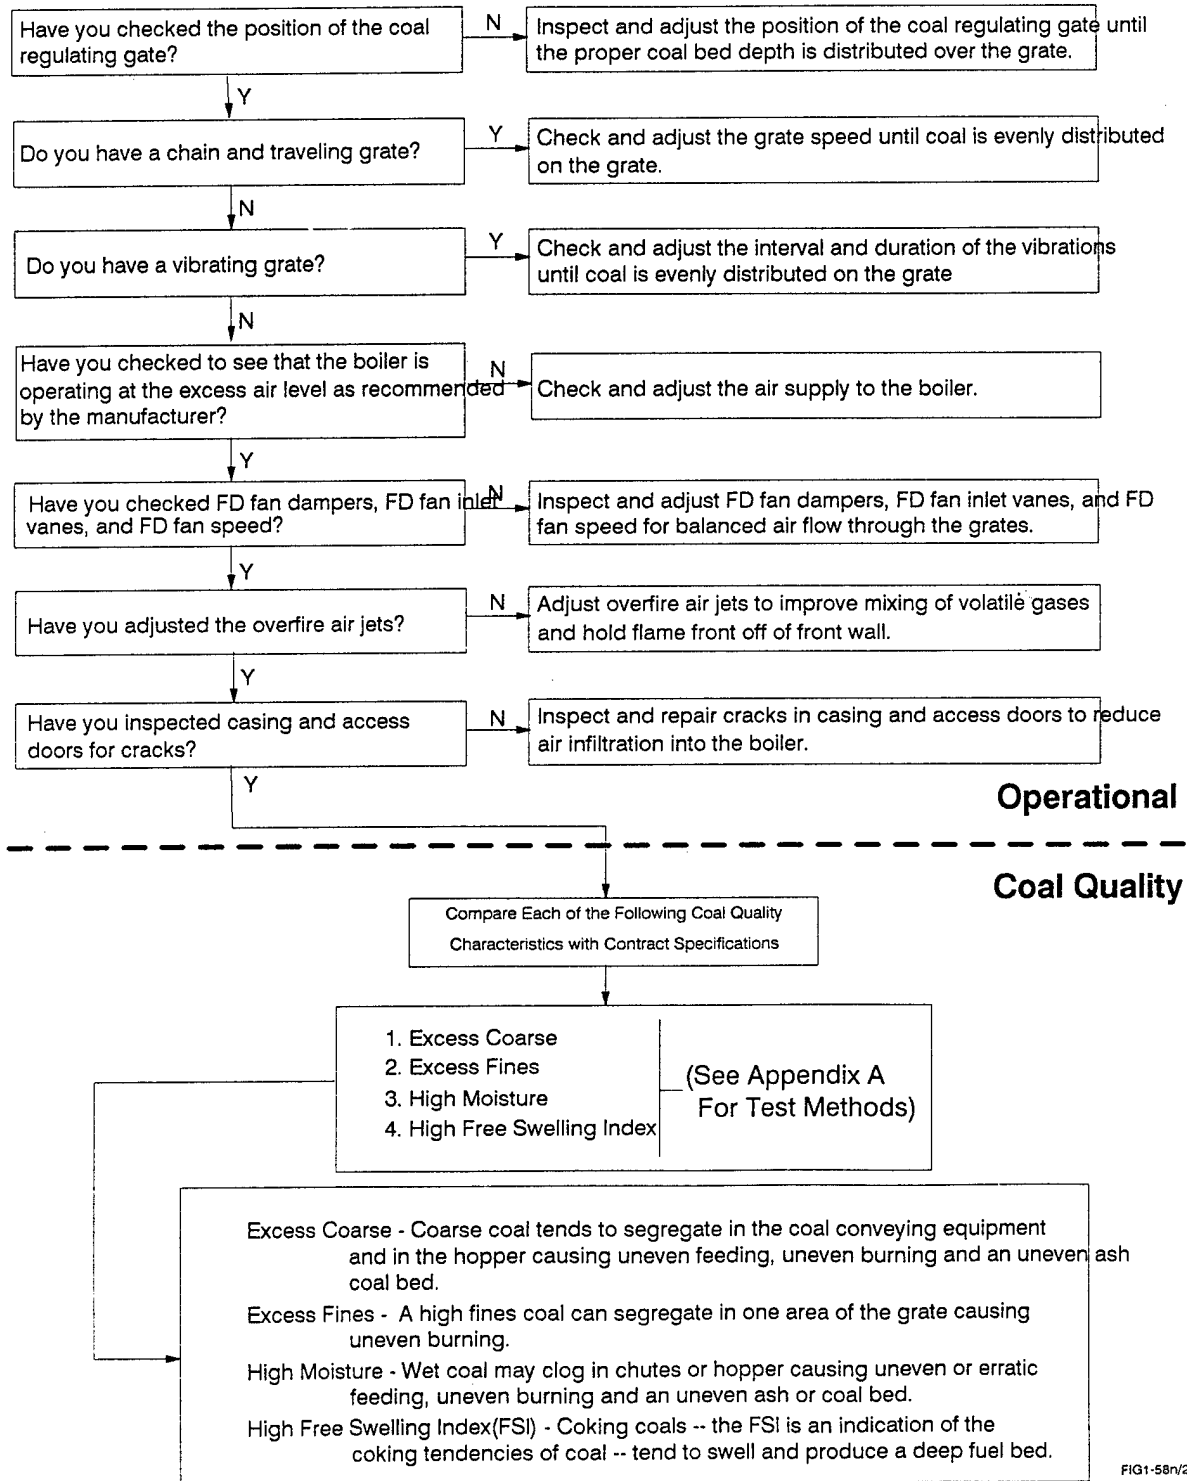 Have you checked the position of the coal
regulating gate?
N
Inspect and adjust the position of the coal regulating gate until
the proper coal bed depth is distributed over the grate.
Y
Do you have a chain and traveling grate?
Y
Check and adjust the grate speed until coal is evenly distributed
on the grate.
N
Do you have a vibrating grate?
Y
Check and adjust the interval and duration of the vibrations
until coal is evenly distributed on the grate
N
Have you checked to see that the boiler is
operating at the excess air level as recommended
by the manufacturer?
N
Check and adjust the air supply to the boiler.
Y
Have you checked FD fan dampers, FD fan inlet
vanes, and FD fan speed?
N
Inspect and adjust FD fan dampers, FD fan inlet vanes, and FD
fan speed for balanced air flow through the grates.
Y
Have you adjusted the overfire air jets?
N
Adjust overfire air jets to improve mixing of volatile gases
and hold flame front off of front wall.
Y
Have you inspected casing and access
doors for cracks?
N
Inspect and repair cracks in casing and access doors to reduce
air infiltration into the boiler.
Y
Operational
Coal Quality
Compare Each of the Following Coal Quality
Characteristics with Contract Specifications
1. Excess Coarse
2. Excess Fines
3. High Moisture
4. High Free Swelling Index
(See Appendix A
For Test Methods)
Excess Coarse - Coarse coal tends to segregate in the coal conveying equipment
and in the hopper causing uneven feeding, uneven burning and an uneven ash
coal bed.
Excess Fines - A high fines coal can segregate in one area of the grate causing
uneven burning.
High Moisture - Wet coal may clog in chutes or hopper causing uneven or erratic
feeding, uneven burning and an uneven ash or coal bed.
High Free Swelling Index(FSI) - Coking coals -- the FSI is an indication of the
coking tendencies of coal -- tend to swell and produce a deep fuel bed.
FIG1-58n/2